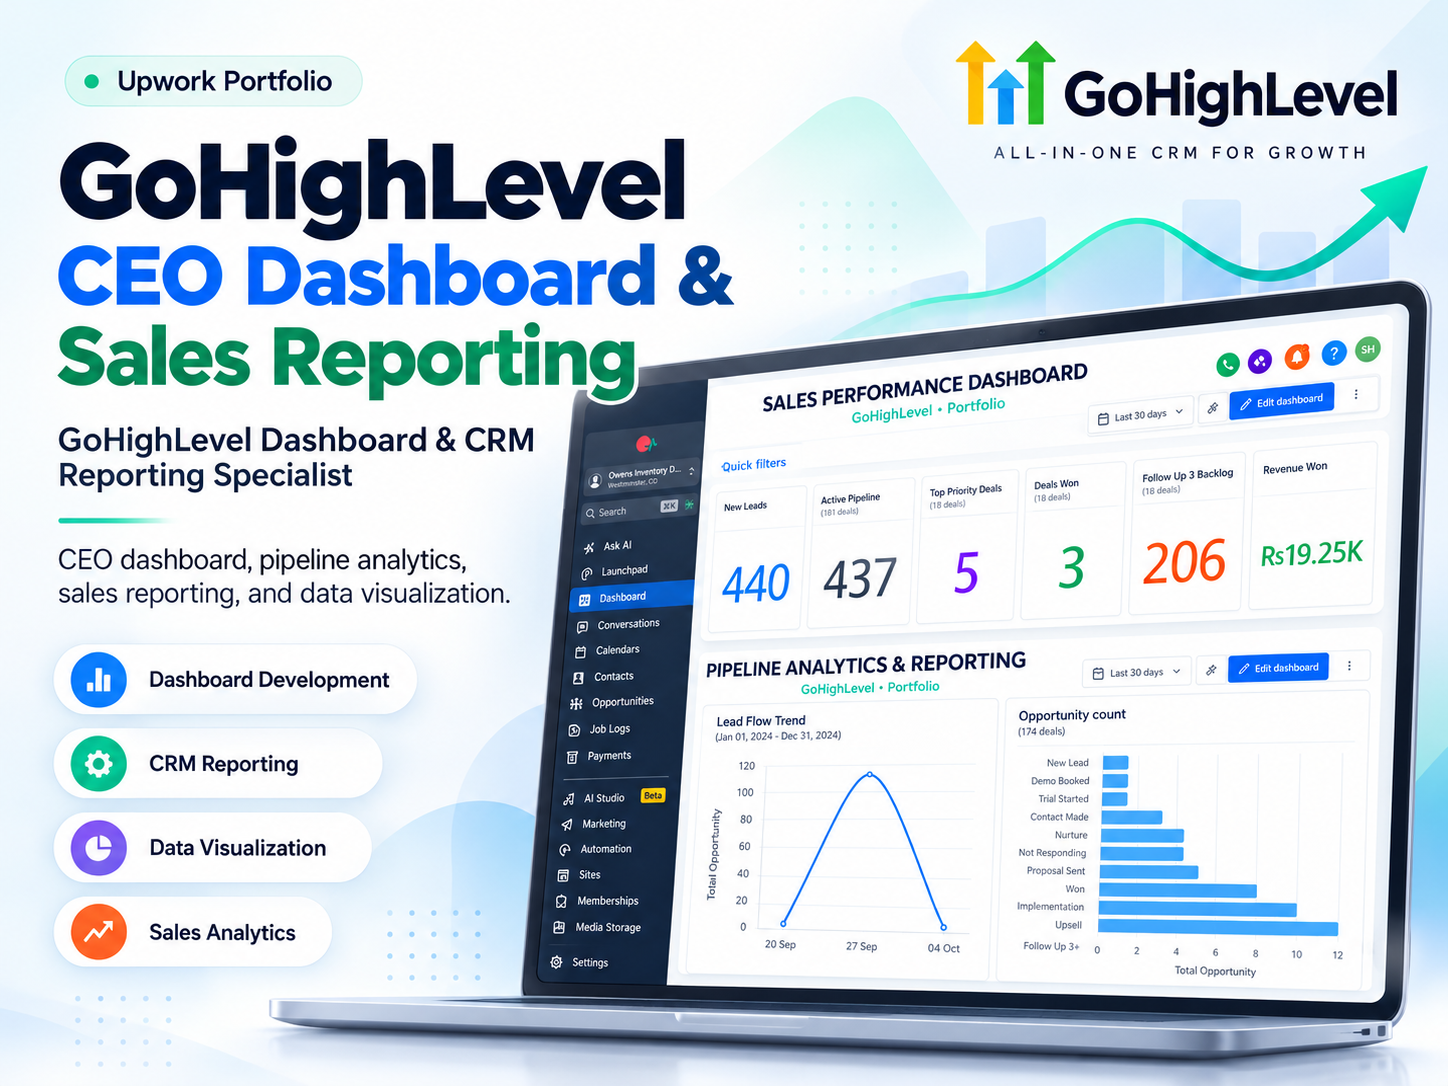 Upwork Portfolio
GoHighLevel
CEO Dashboard &
Sales Reporting
GoHighLevel Dashboard & CRM
Reporting Specialist
CEO dashboard, pipeline analytics,
sales reporting, and data visualization.
Dashboard Development
CRM Reporting
Data Visualization
Sales Analytics
GoHighLevel
ALL-IN-ONE CRM FOR GROWTH
Owens Inventory D...
Westminster, CO
Search
⌘K
Ask AI
Launchpad
Dashboard
Conversations
Calendars
Contacts
Opportunities
Job Logs
Payments
AI Studio
Beta
Marketing
Automation
Sites
Memberships
Media Storage
Settings
SALES PERFORMANCE DASHBOARD
GoHighLevel • Portfolio
?
SH
Last 30 days
Edit dashboard
Quick filters
New Leads
440
Active Pipeline
(181 deals)
437
Top Priority Deals
(18 deals)
5
Deals Won
(18 deals)
3
Follow Up 3 Backlog
(18 deals)
206
Revenue Won
Rs19.25K
PIPELINE ANALYTICS & REPORTING
GoHighLevel • Portfolio
Last 30 days
Edit dashboard
Lead Flow Trend
(Jan 01, 2024 - Dec 31, 2024)
Total Opportunity
120
100
80
60
40
20
0
20 Sep
27 Sep
04 Oct
Opportunity count
(174 deals)
New Lead
Demo Booked
Trial Started
Contact Made
Nurture
Not Responding
Proposal Sent
Won
Implementation
Upsell
Follow Up 3+
0 2 4 6 8 10 12
Total Opportunity